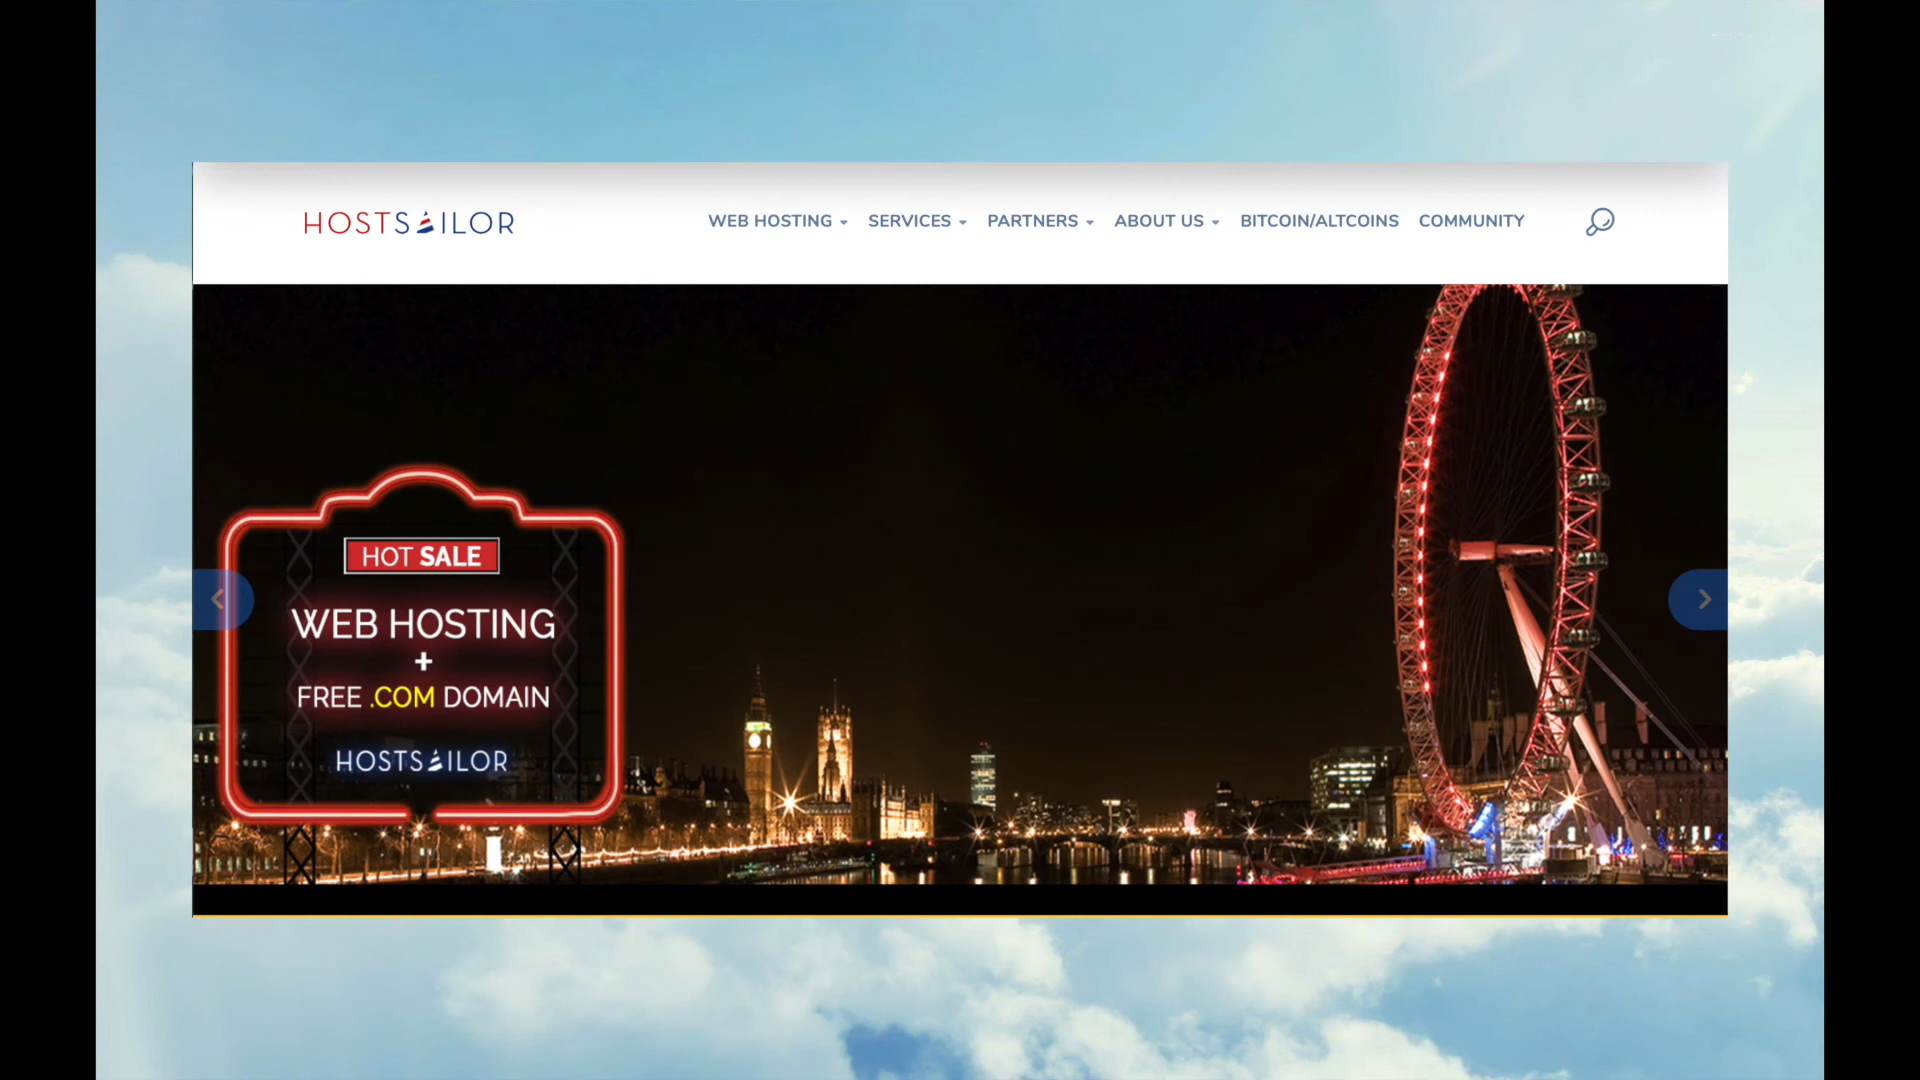 HOSTSAILOR
WEB HOSTING
SERVICES
PARTNERS
ABOUT US
BITCOIN/ALTCOINS
COMMUNITY
HOT SALE
WEB HOSTING
+
FREE .COM DOMAIN
HOSTSAILOR